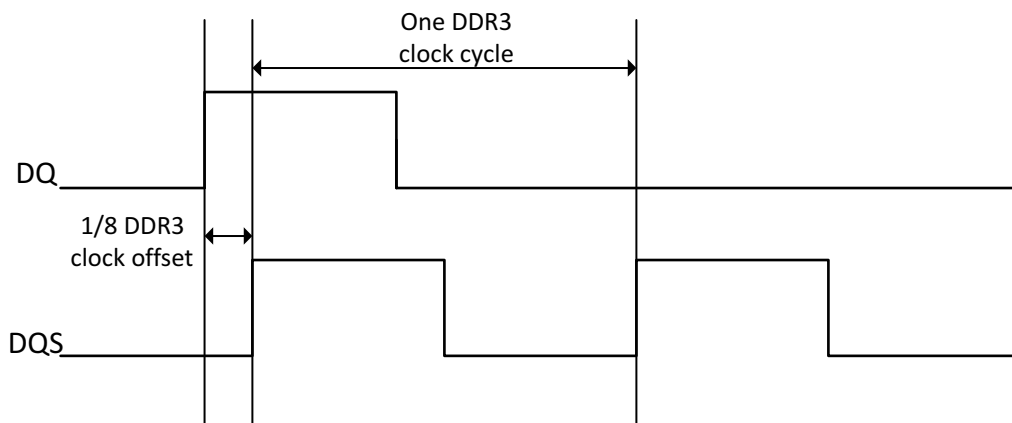 One DDR3
clock cycle
DQ
1/8 DDR3
clock offset
DQS